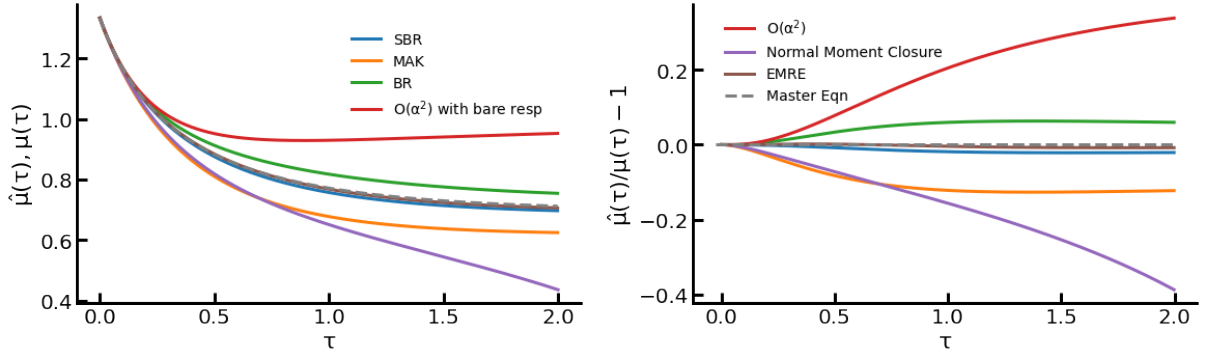 μ̂(τ), μ(τ)
1.2
1.0
0.8
0.6
0.4
0.0
0.5
1.0
1.5
2.0
τ
SBR
MAK
BR
O(α²) with bare resp
μ̂(τ)/μ(τ) − 1
0.2
0.0
−0.2
−0.4
0.0
0.5
1.0
1.5
2.0
τ
O(α²)
Normal Moment Closure
EMRE
Master Eqn